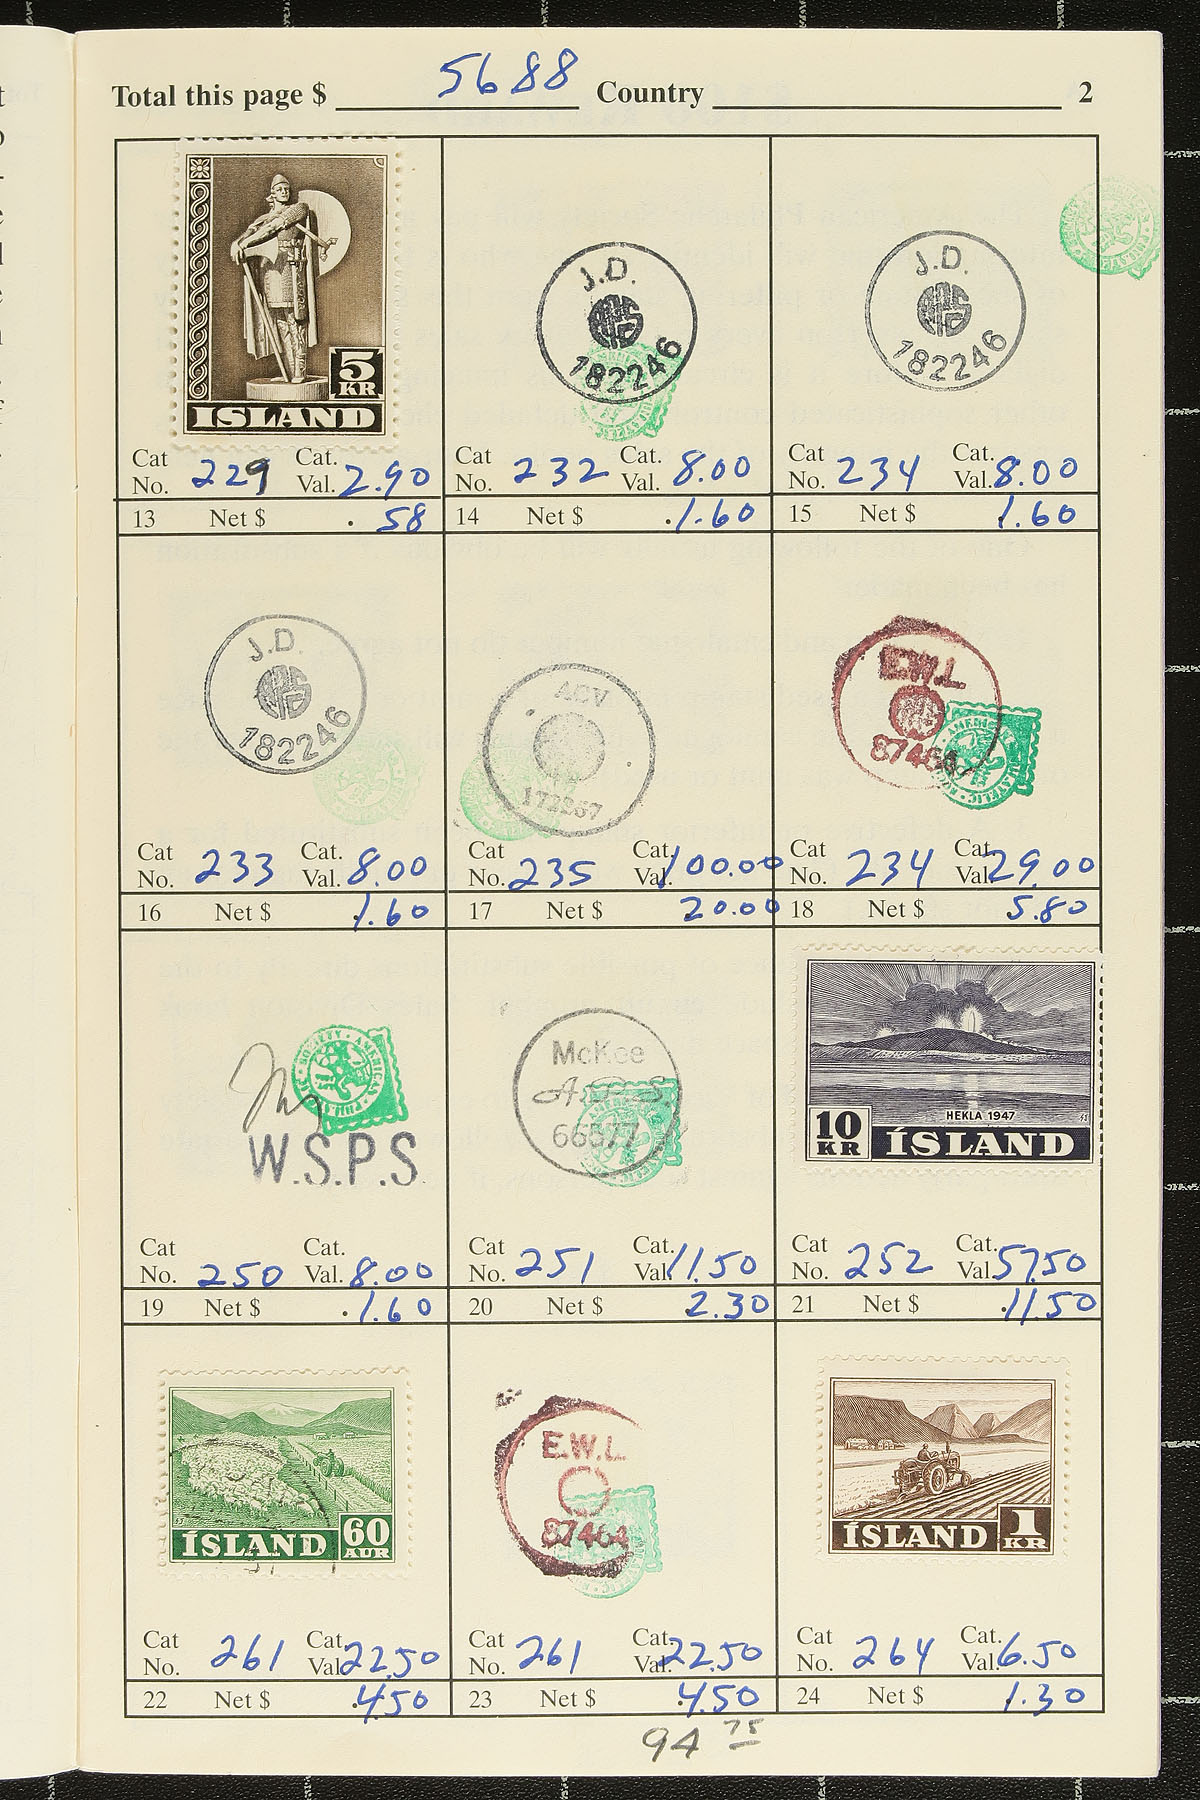 Total this page $ 5688 Country 2
5 KR
ÍSLAND
J.D.
182246
J.D.
182246
Cat No. 229 Cat. Val. 2.90
Cat No. 232 Cat. Val. 8.00
Cat No. 234 Cat. Val. 8.00
13 Net $ .58
14 Net $ 1.60
15 Net $ 1.60
J.D.
182246
ACV
172267
E.W.L.
87464
Cat No. 233 Cat. Val. 8.00
Cat No. 235 Cat. Val. 100.00
Cat No. 234 Cat. Val. 29.00
16 Net $ 1.60
17 Net $ 20.00
18 Net $ 5.80
SOCIETY AMERICAN PHILATELIC
W.S.P.S.
McKee
A.P.S.
66577
HEKLA 1947
10 KR
ÍSLAND
Cat No. 250 Cat. Val. 8.00
Cat No. 251 Cat. Val. 11.50
Cat No. 252 Cat. Val. 57.50
19 Net $ 1.60
20 Net $ 2.30
21 Net $ 11.50
ÍSLAND
60 AUR
E.W.L.
87464
ÍSLAND
1 KR
Cat No. 261 Cat. Val. 22.50
Cat No. 261 Cat. Val. 22.50
Cat No. 264 Cat. Val. 6.50
22 Net $ 4.50
23 Net $ 4.50
24 Net $ 1.30
94 75